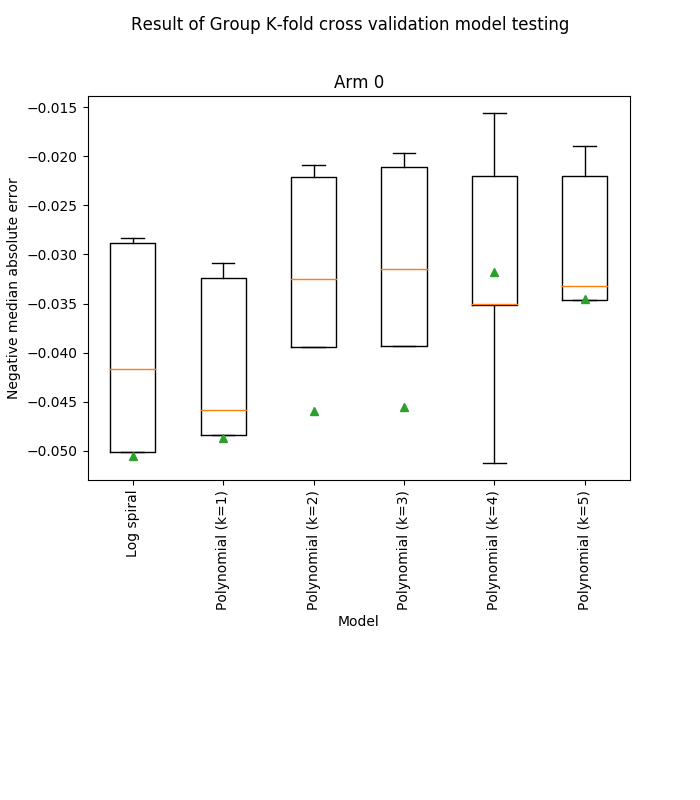 Result of Group K-fold cross validation model testing
Arm 0
Negative median absolute error
−0.015
−0.020
−0.025
−0.030
−0.035
−0.040
−0.045
−0.050
Log spiral
Polynomial (k=1)
Polynomial (k=2)
Polynomial (k=3)
Polynomial (k=4)
Polynomial (k=5)
Model